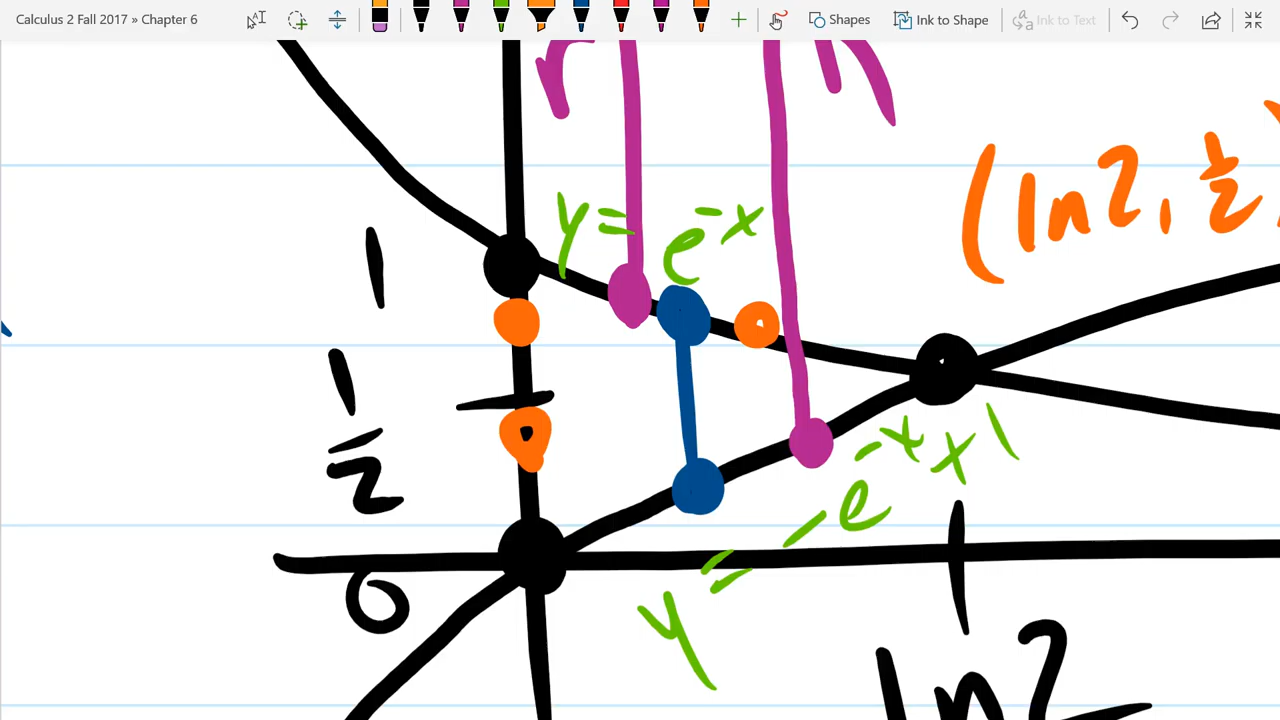 Calculus 2 Fall 2017 » Chapter 6
Shapes
Ink to Shape
Ink to Text
r
y = e^-x
(ln2, 1/2
1
1/2
y = -e^-x x 1
0
ln2